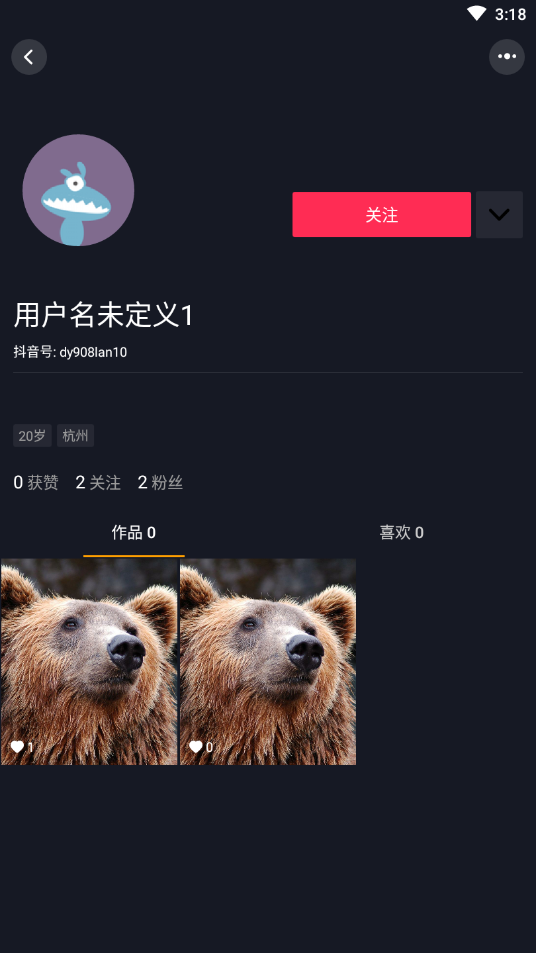 3:18
关注
用户名未定义1
抖音号: dy908lan10
20岁 杭州
0 获赞 2 关注 2 粉丝
作品 0 喜欢 0
1 0